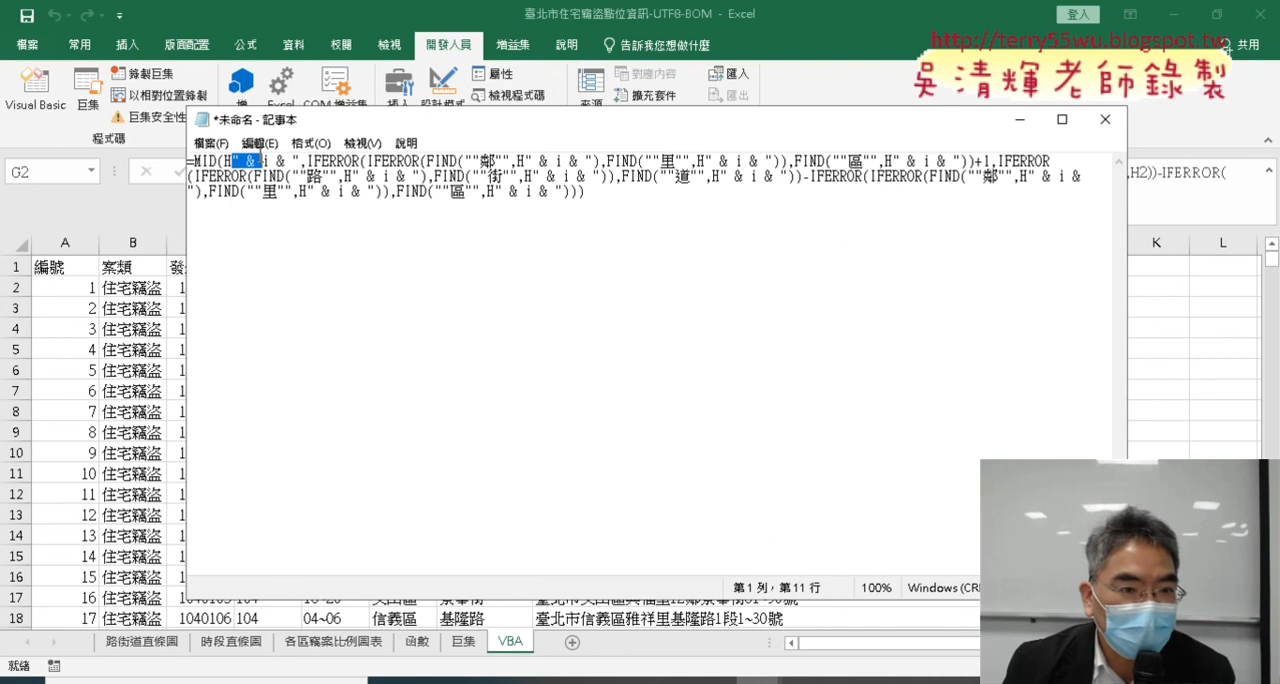 臺北市住宅竊盜點位資訊-UTF8-BOM - Excel
登入
檔案 常用 插入 版面配置 公式 資料 校閱 檢視 開發人員 增益集 說明 告訴我您想做什麼 共用
http://terry55wu.blogspot.tw
吳清輝老師錄製
Visual Basic
巨集
錄製巨集
以相對位置錄製
巨集安全性
程式碼
屬性
檢視程式碼
對應內容
擴充套件
匯入
匯出
*未命名 - 記事本
檔案(F) 編輯(E) 格式(O) 檢視(V) 說明
=MID(H" & i & ",IFERROR(IFERROR(FIND(""鄰"",H" & i & "),FIND(""里"",H" & i & ")),FIND(""區"",H" & i & "))+1,IFERROR
(IFERROR(FIND(""路"",H" & i & "),FIND(""街"",H" & i & ")),FIND(""道"",H" & i & "))-IFERROR(IFERROR(FIND(""鄰"",H" & i &
"),FIND(""里"",H" & i & ")),FIND(""區"",H" & i & ")))
G2
,H2))-IFERROR(
A B K L
1 編號 案類
2 1 住宅竊盜
3 2 住宅竊盜
4 3 住宅竊盜
5 4 住宅竊盜
6 5 住宅竊盜
7 6 住宅竊盜
8 7 住宅竊盜
9 8 住宅竊盜
10 9 住宅竊盜
11 10 住宅竊盜
12 11 住宅竊盜
13 12 住宅竊盜
14 13 住宅竊盜
15 14 住宅竊盜
16 15 住宅竊盜
17 16 住宅竊盜
18 17 住宅竊盜 1040106 104 04~06 信義區 基隆路 臺北市信義區雅祥里基隆路1段1~30號
第 1 列，第 11 行 100% Windows (CRL
路街道直條圖 時段直條圖 各區竊案比例圖表 函數 巨集 VBA
就緒